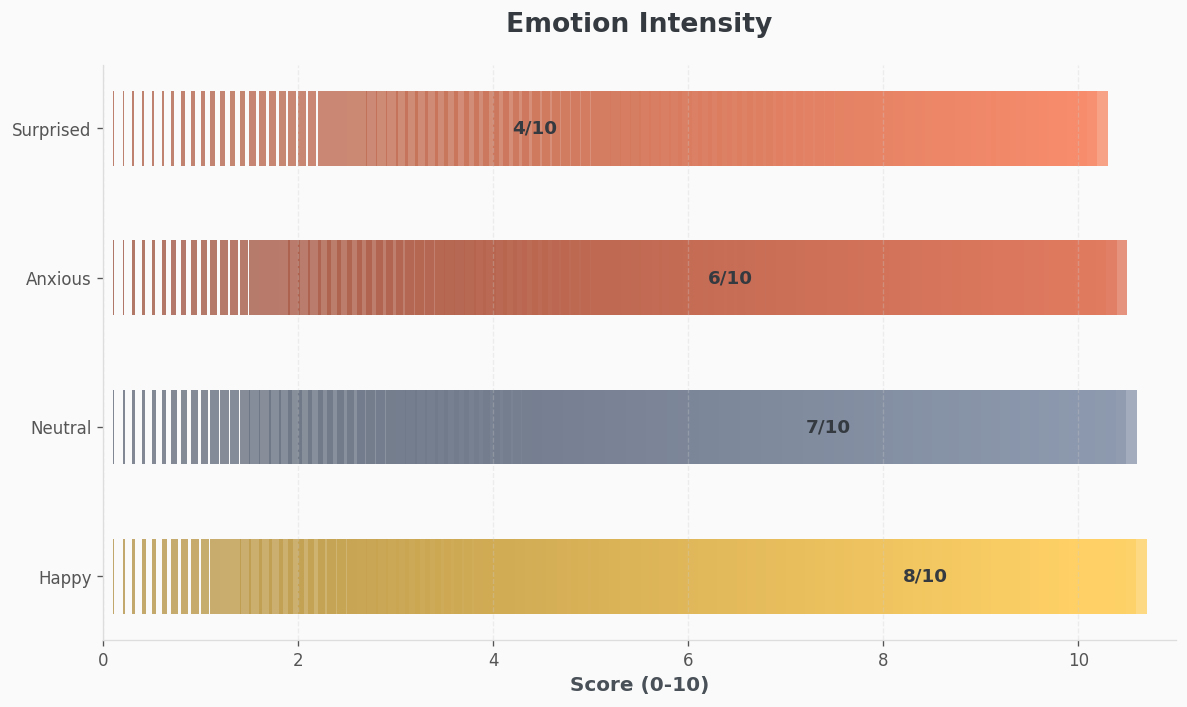 Emotion Intensity
Surprised
4/10
Anxious
6/10
Neutral
7/10
Happy
8/10
0 2 4 6 8 10
Score (0-10)